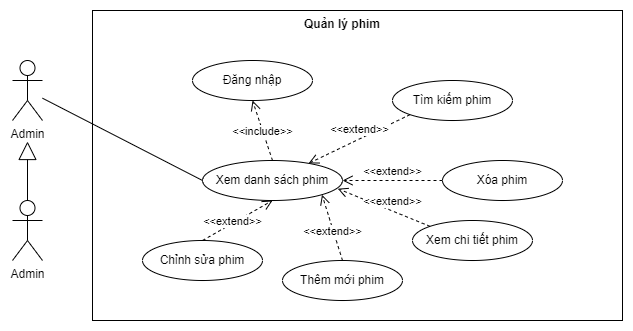 Quản lý phim
Đăng nhập
Tìm kiếm phim
<<include>>
<<extend>>
Admin
Xem danh sách phim
<<extend>>
Xóa phim
<<extend>>
<<extend>>
<<extend>>
Xem chi tiết phim
Chỉnh sửa phim
Thêm mới phim
Admin